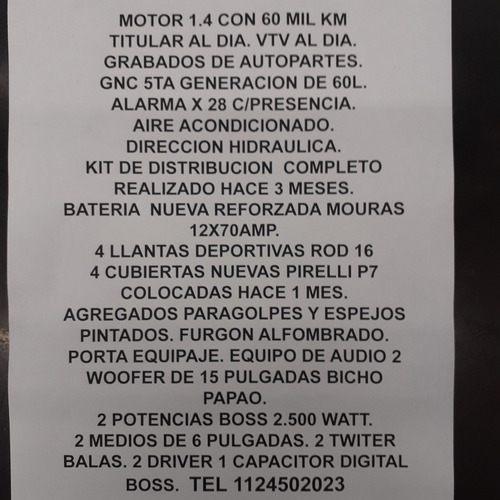 MOTOR 1.4 CON 60 MIL KM
TITULAR AL DIA. VTV AL DIA.
GRABADOS DE AUTOPARTES.
GNC 5TA GENERACION DE 60L.
ALARMA X 28 C/PRESENCIA.
AIRE ACONDICIONADO.
DIRECCION HIDRAULICA.
KIT DE DISTRIBUCION COMPLETO
REALIZADO HACE 3 MESES.
BATERIA NUEVA REFORZADA MOURAS
12X70AMP.
4 LLANTAS DEPORTIVAS ROD 16
4 CUBIERTAS NUEVAS PIRELLI P7
COLOCADAS HACE 1 MES.
AGREGADOS PARAGOLPES Y ESPEJOS
PINTADOS. FURGON ALFOMBRADO.
PORTA EQUIPAJE. EQUIPO DE AUDIO 2
WOOFER DE 15 PULGADAS BICHO
PAPAO.
2 POTENCIAS BOSS 2.500 WATT.
2 MEDIOS DE 6 PULGADAS. 2 TWITER
BALAS. 2 DRIVER 1 CAPACITOR DIGITAL
BOSS. TEL 1124502023